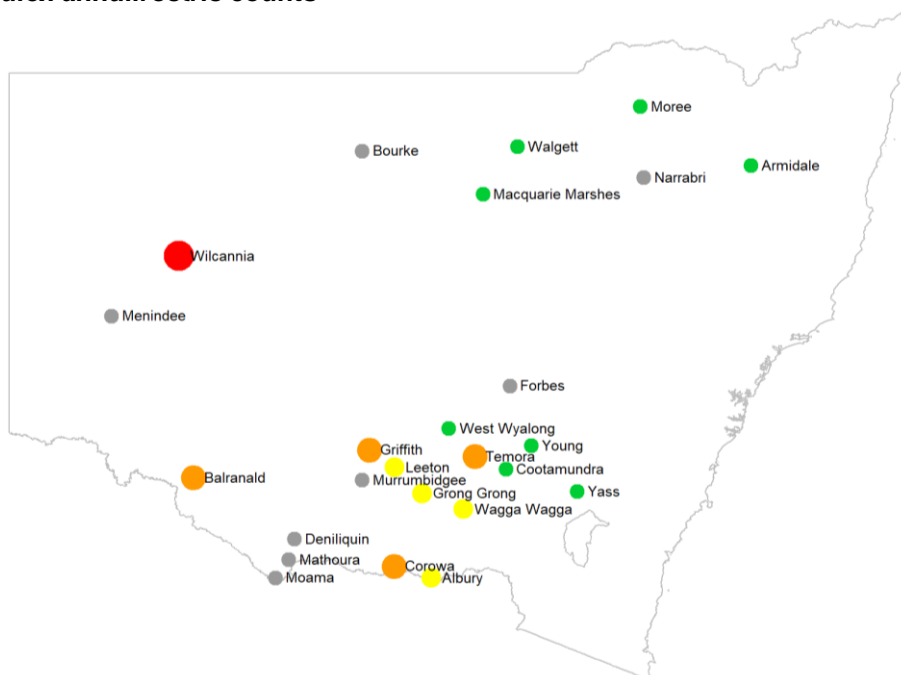 Moree
Bourke
Walgett
Armidale
Narrabri
Macquarie Marshes
Wilcannia
Menindee
Forbes
West Wyalong
Young
Griffith
Temora
Leeton
Cootamundra
Balranald
Murrumbidgee
Grong Grong
Yass
Wagga Wagga
Deniliquin
Mathoura
Corowa
Moama
Albury